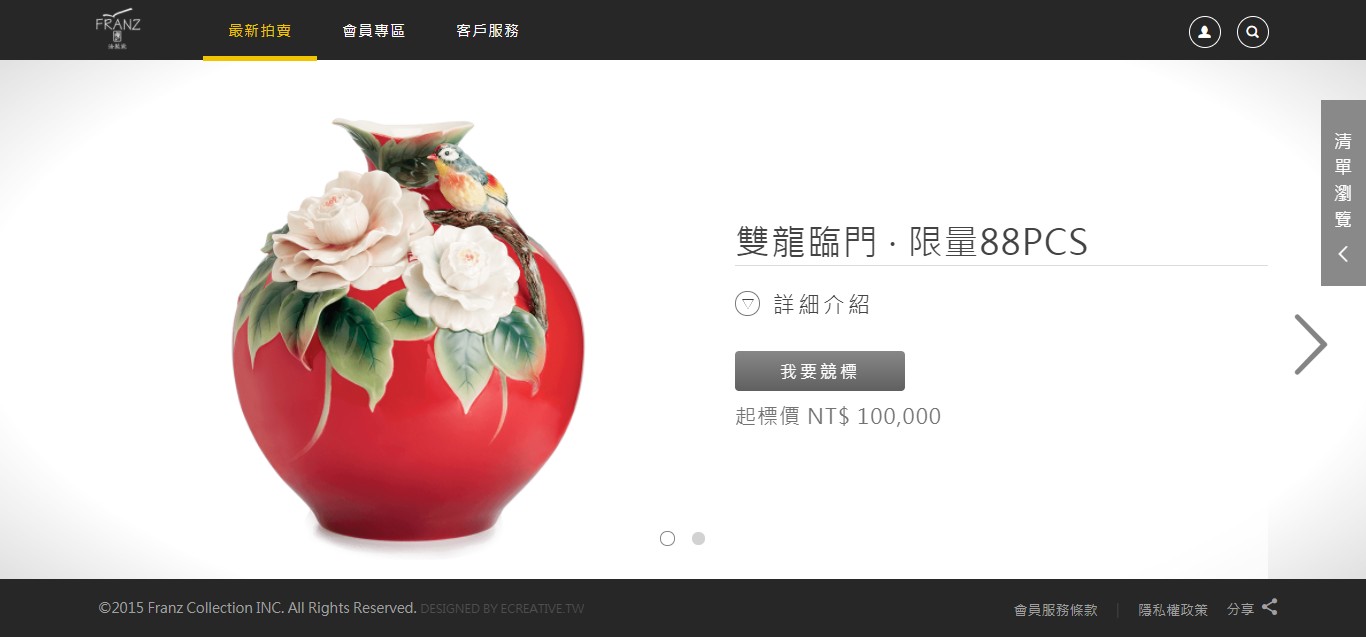 FRANZ
最新拍賣
會員專區
客戶服務
清單瀏覽
雙龍臨門 · 限量88PCS
詳細介紹
我要競標
起標價 NT$ 100,000
©2015 Franz Collection INC. All Rights Reserved. DESIGNED BY ECREATIVE.TW
會員服務條款 | 隱私權政策 分享